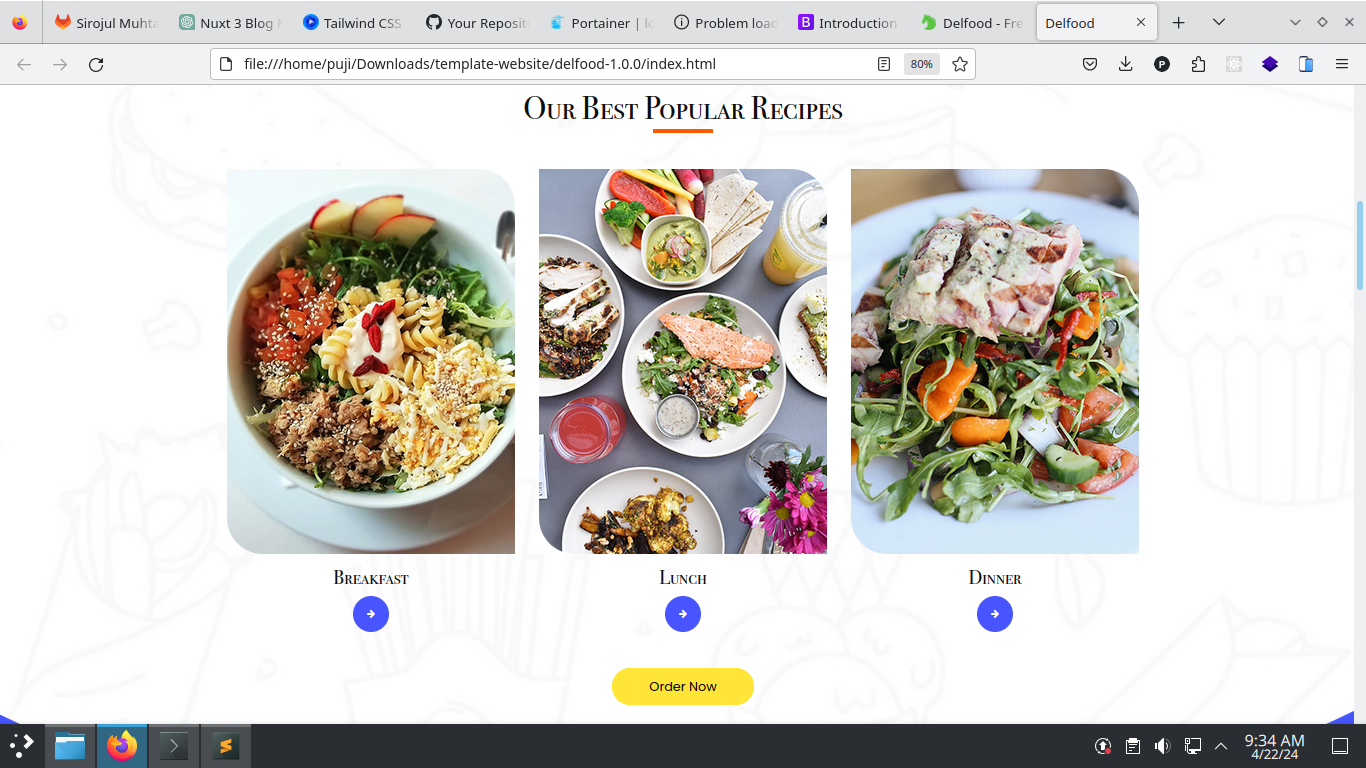 Sirojul Muhta
Nuxt 3 Blog
Tailwind CSS
Your Reposit
Portainer | lo
Problem load
Introduction
Delfood - Fre
Delfood
file:///home/puji/Downloads/template-website/delfood-1.0.0/index.html
80%
Our Best Popular Recipes
Breakfast
Lunch
Dinner
Order Now
9:34 AM
4/22/24